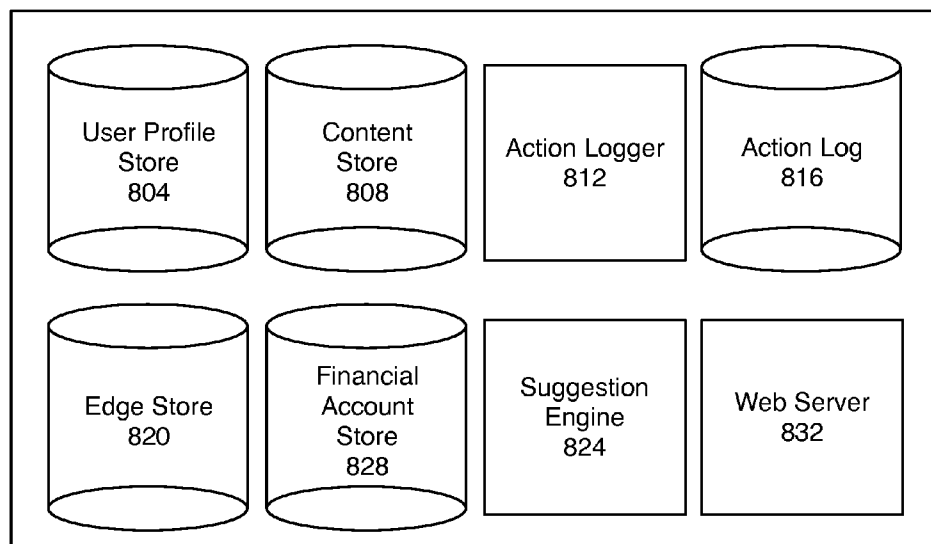 User Profile
Store
804
Content
Store
808
Action Logger
812
Action Log
816
Edge Store
820
Financial
Account
Store
828
Suggestion
Engine
824
Web Server
832